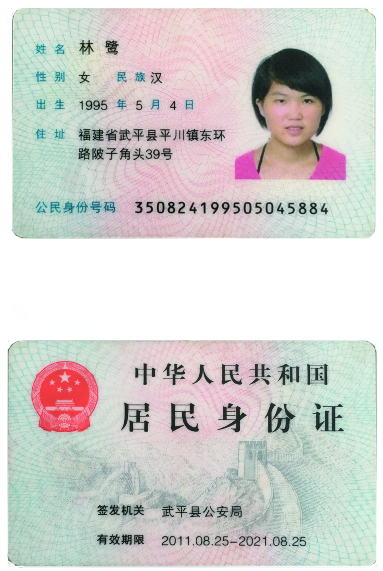 姓名 林鹭
性别 女 民族 汉
出生 1995 年 5 月 4 日
住址 福建省武平县平川镇东环
路陂子角头39号
公民身份号码 350824199505045884
中华人民共和国
居民身份证
签发机关 武平县公安局
有效期限 2011.08.25-2021.08.25